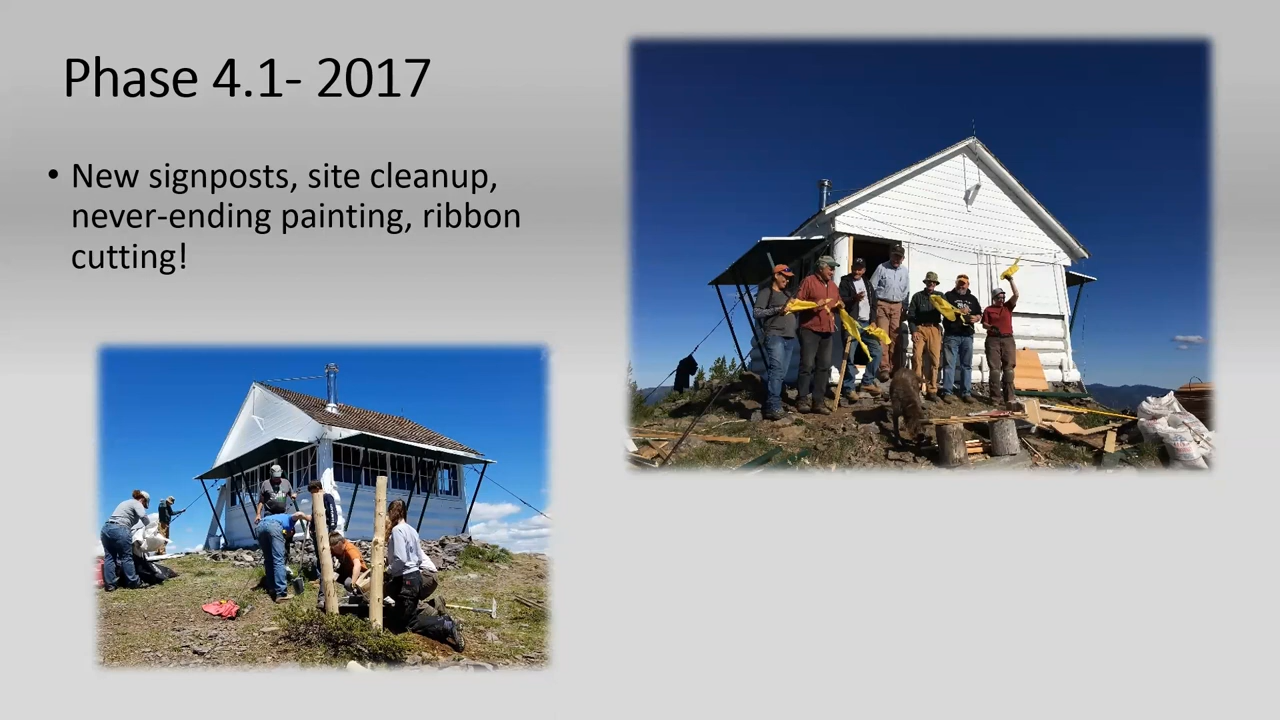 Phase 4.1- 2017
• New signposts, site cleanup,
never-ending painting, ribbon
cutting!